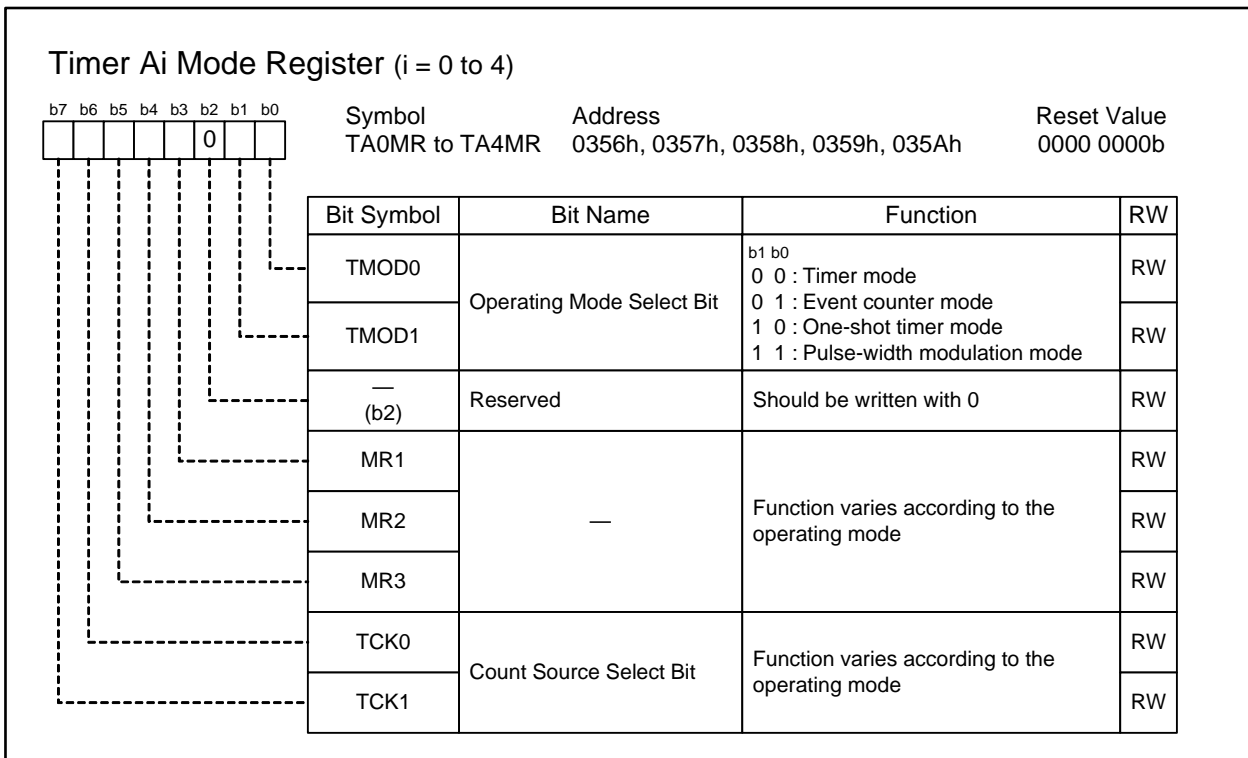 Timer Ai Mode Register (i = 0 to 4)
b7 b6 b5 b4 b3 b2 b1 b0
0
Symbol Address Reset Value
TA0MR to TA4MR 0356h, 0357h, 0358h, 0359h, 035Ah 0000 0000b
Bit Symbol Bit Name Function RW
TMOD0 Operating Mode Select Bit b1 b0
0 0 : Timer mode
0 1 : Event counter mode
1 0 : One-shot timer mode
1 1 : Pulse-width modulation mode
RW
TMOD1 RW
—
(b2) Reserved Should be written with 0 RW
MR1 RW
MR2 — Function varies according to the
operating mode RW
MR3 RW
TCK0 Count Source Select Bit Function varies according to the
operating mode RW
TCK1 RW